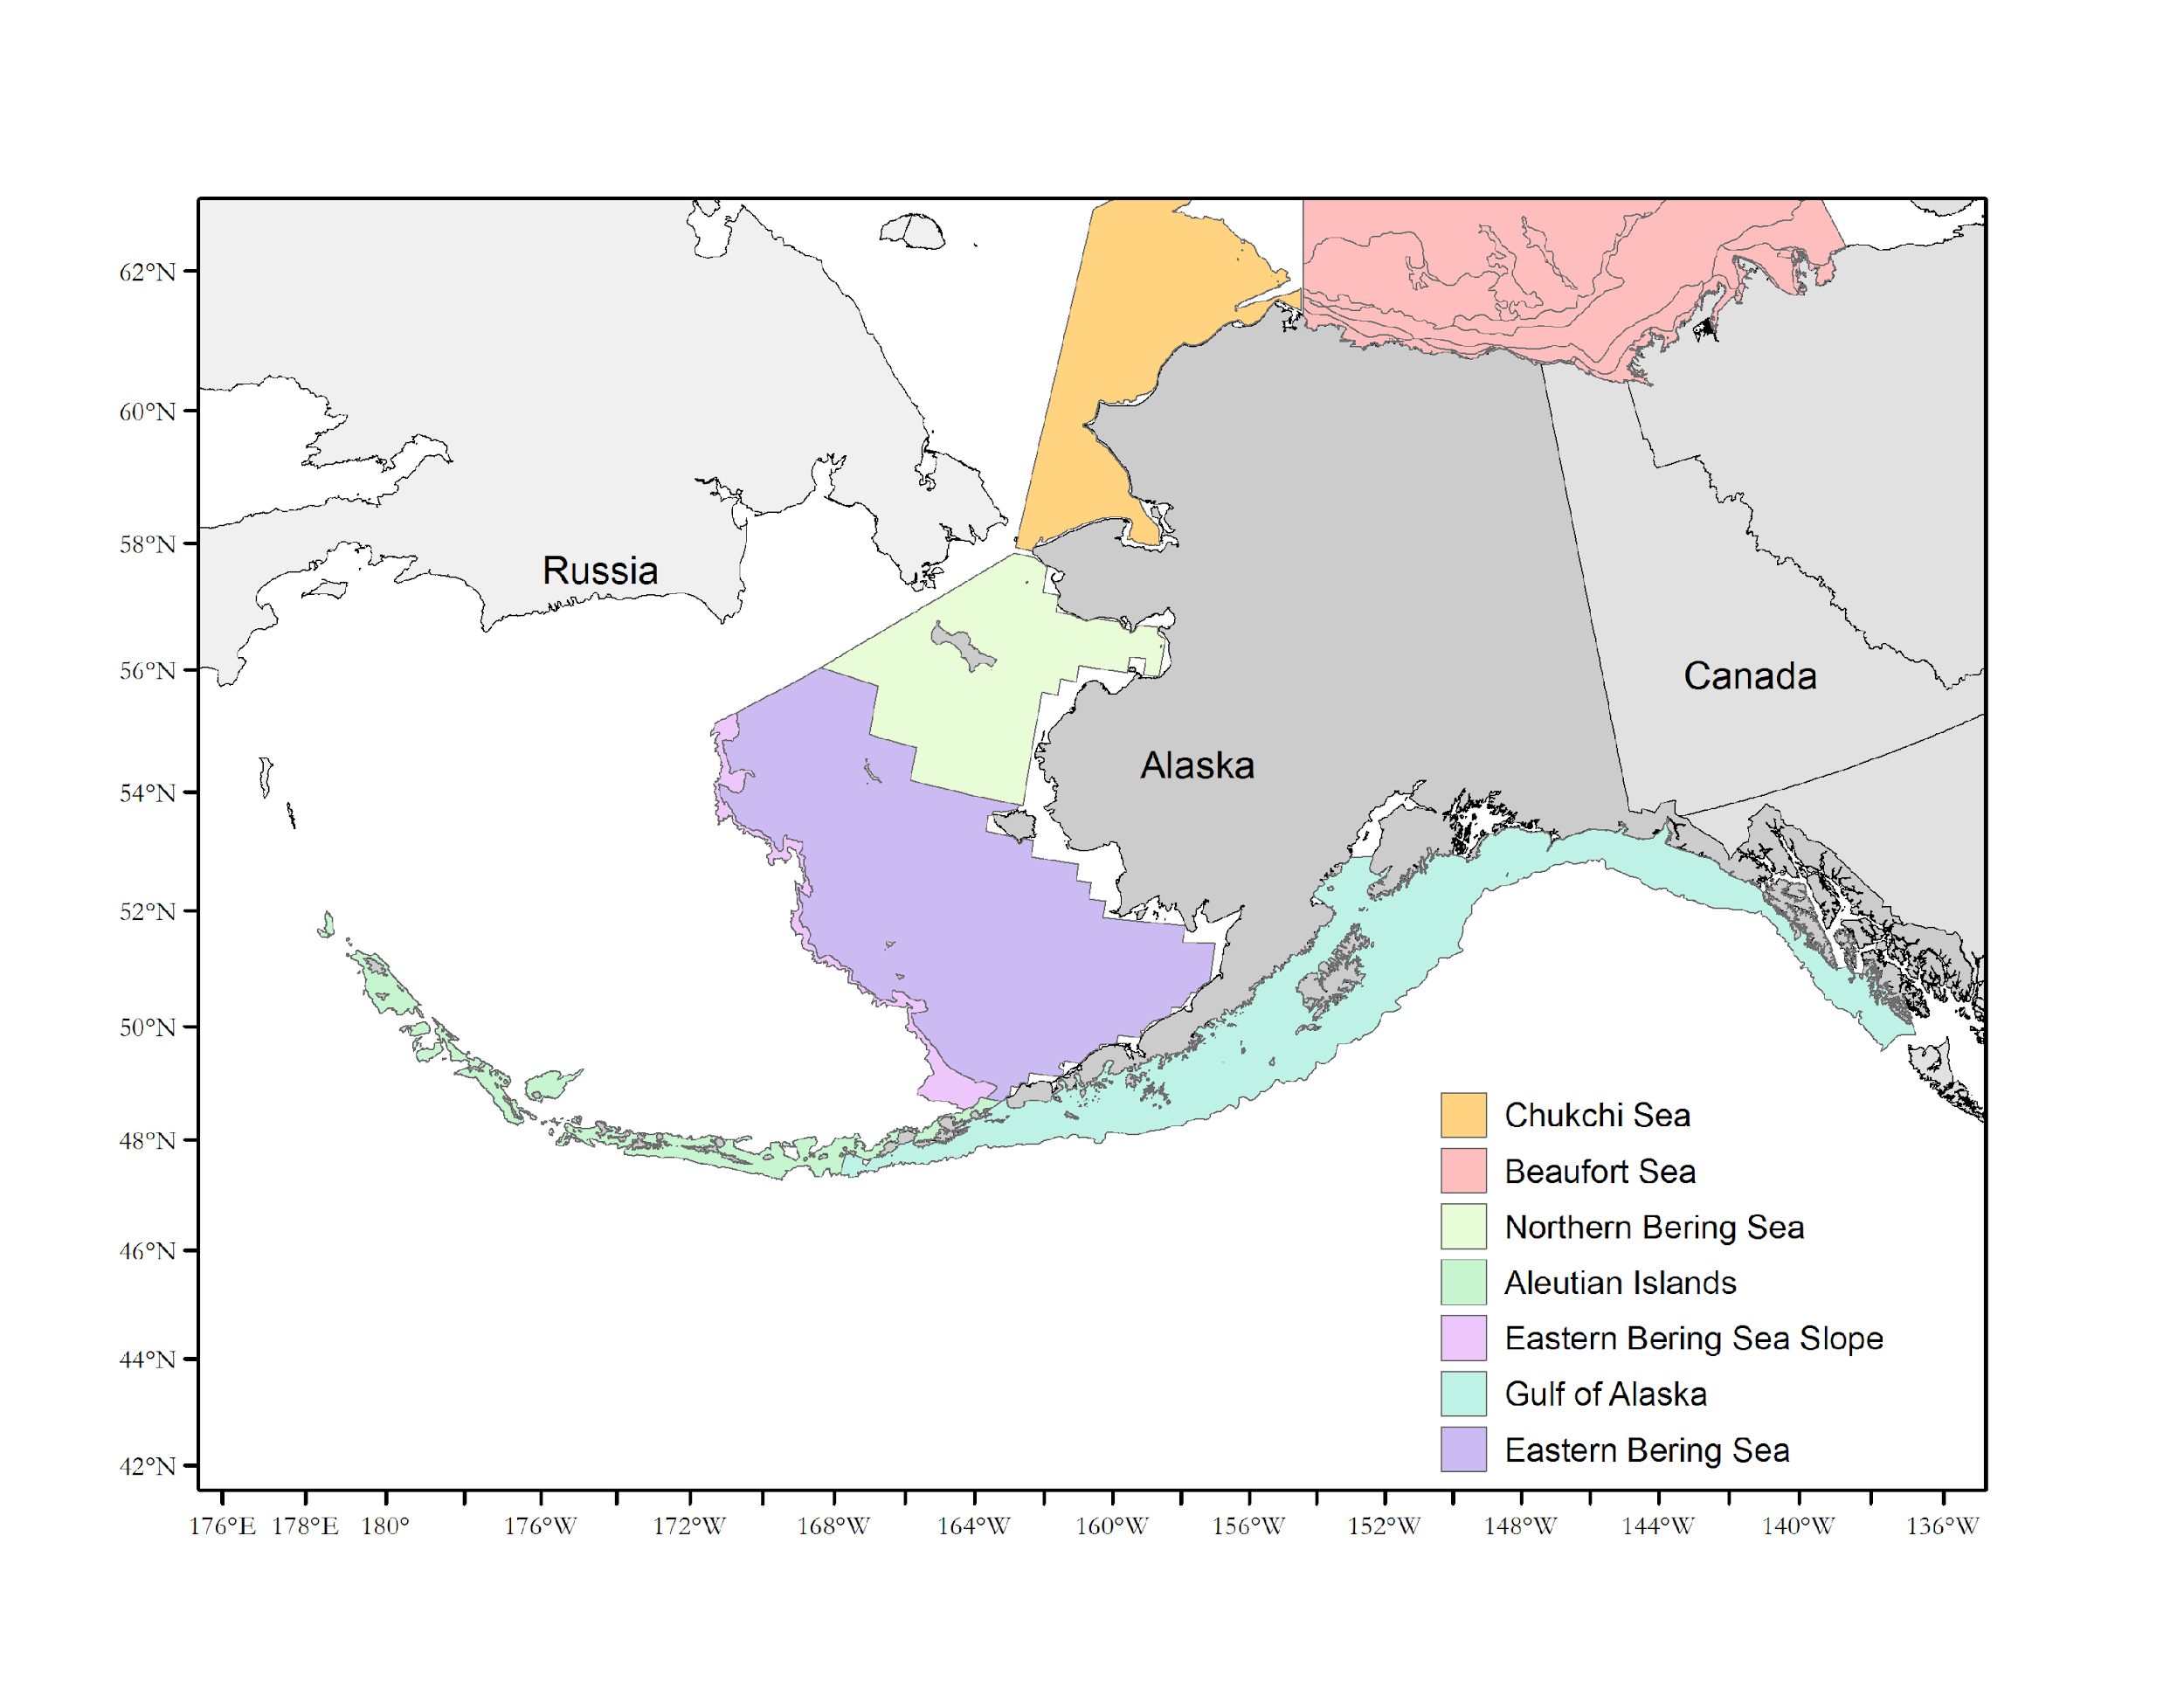 62°N
60°N
58°N
Russia
56°N
Canada
Alaska
54°N
52°N
50°N
Chukchi Sea
48°N
Beaufort Sea
Northern Bering Sea
46°N
Aleutian Islands
Eastern Bering Sea Slope
44°N
Gulf of Alaska
Eastern Bering Sea
42°N
176°E 178°E 180° 176°W 172°W 168°W 164°W 160°W 156°W 152°W 148°W 144°W 140°W 136°W